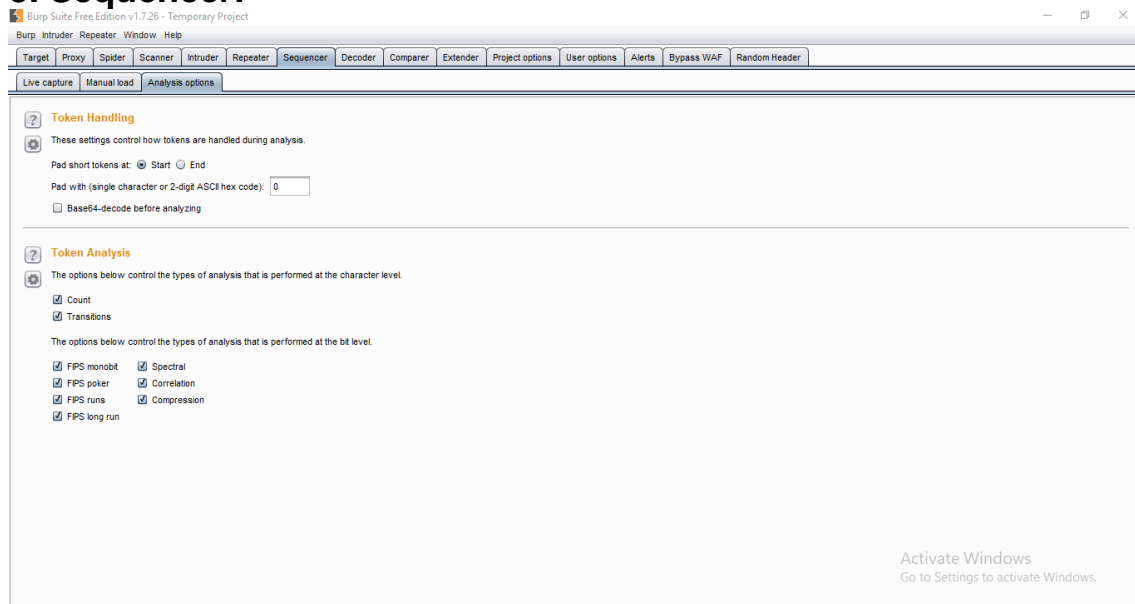 Burp Suite Free Edition v1.7.26 - Temporary Project
Burp Intruder Repeater Window Help
Target Proxy Spider Scanner Intruder Repeater Sequencer Decoder Comparer Extender Project options User options Alerts Bypass WAF Random Header
Live capture Manual load Analysis options
? Token Handling
These settings control how tokens are handled during analysis.
Pad short tokens at: Start End
Pad with (single character or 2-digit ASCII hex code): 0
Base64-decode before analyzing
? Token Analysis
The options below control the types of analysis that is performed at the character level.
Count
Transitions
The options below control the types of analysis that is performed at the bit level.
FIPS monobit Spectral
FIPS poker Correlation
FIPS runs Compression
FIPS long run
Activate Windows
Go to Settings to activate Windows.